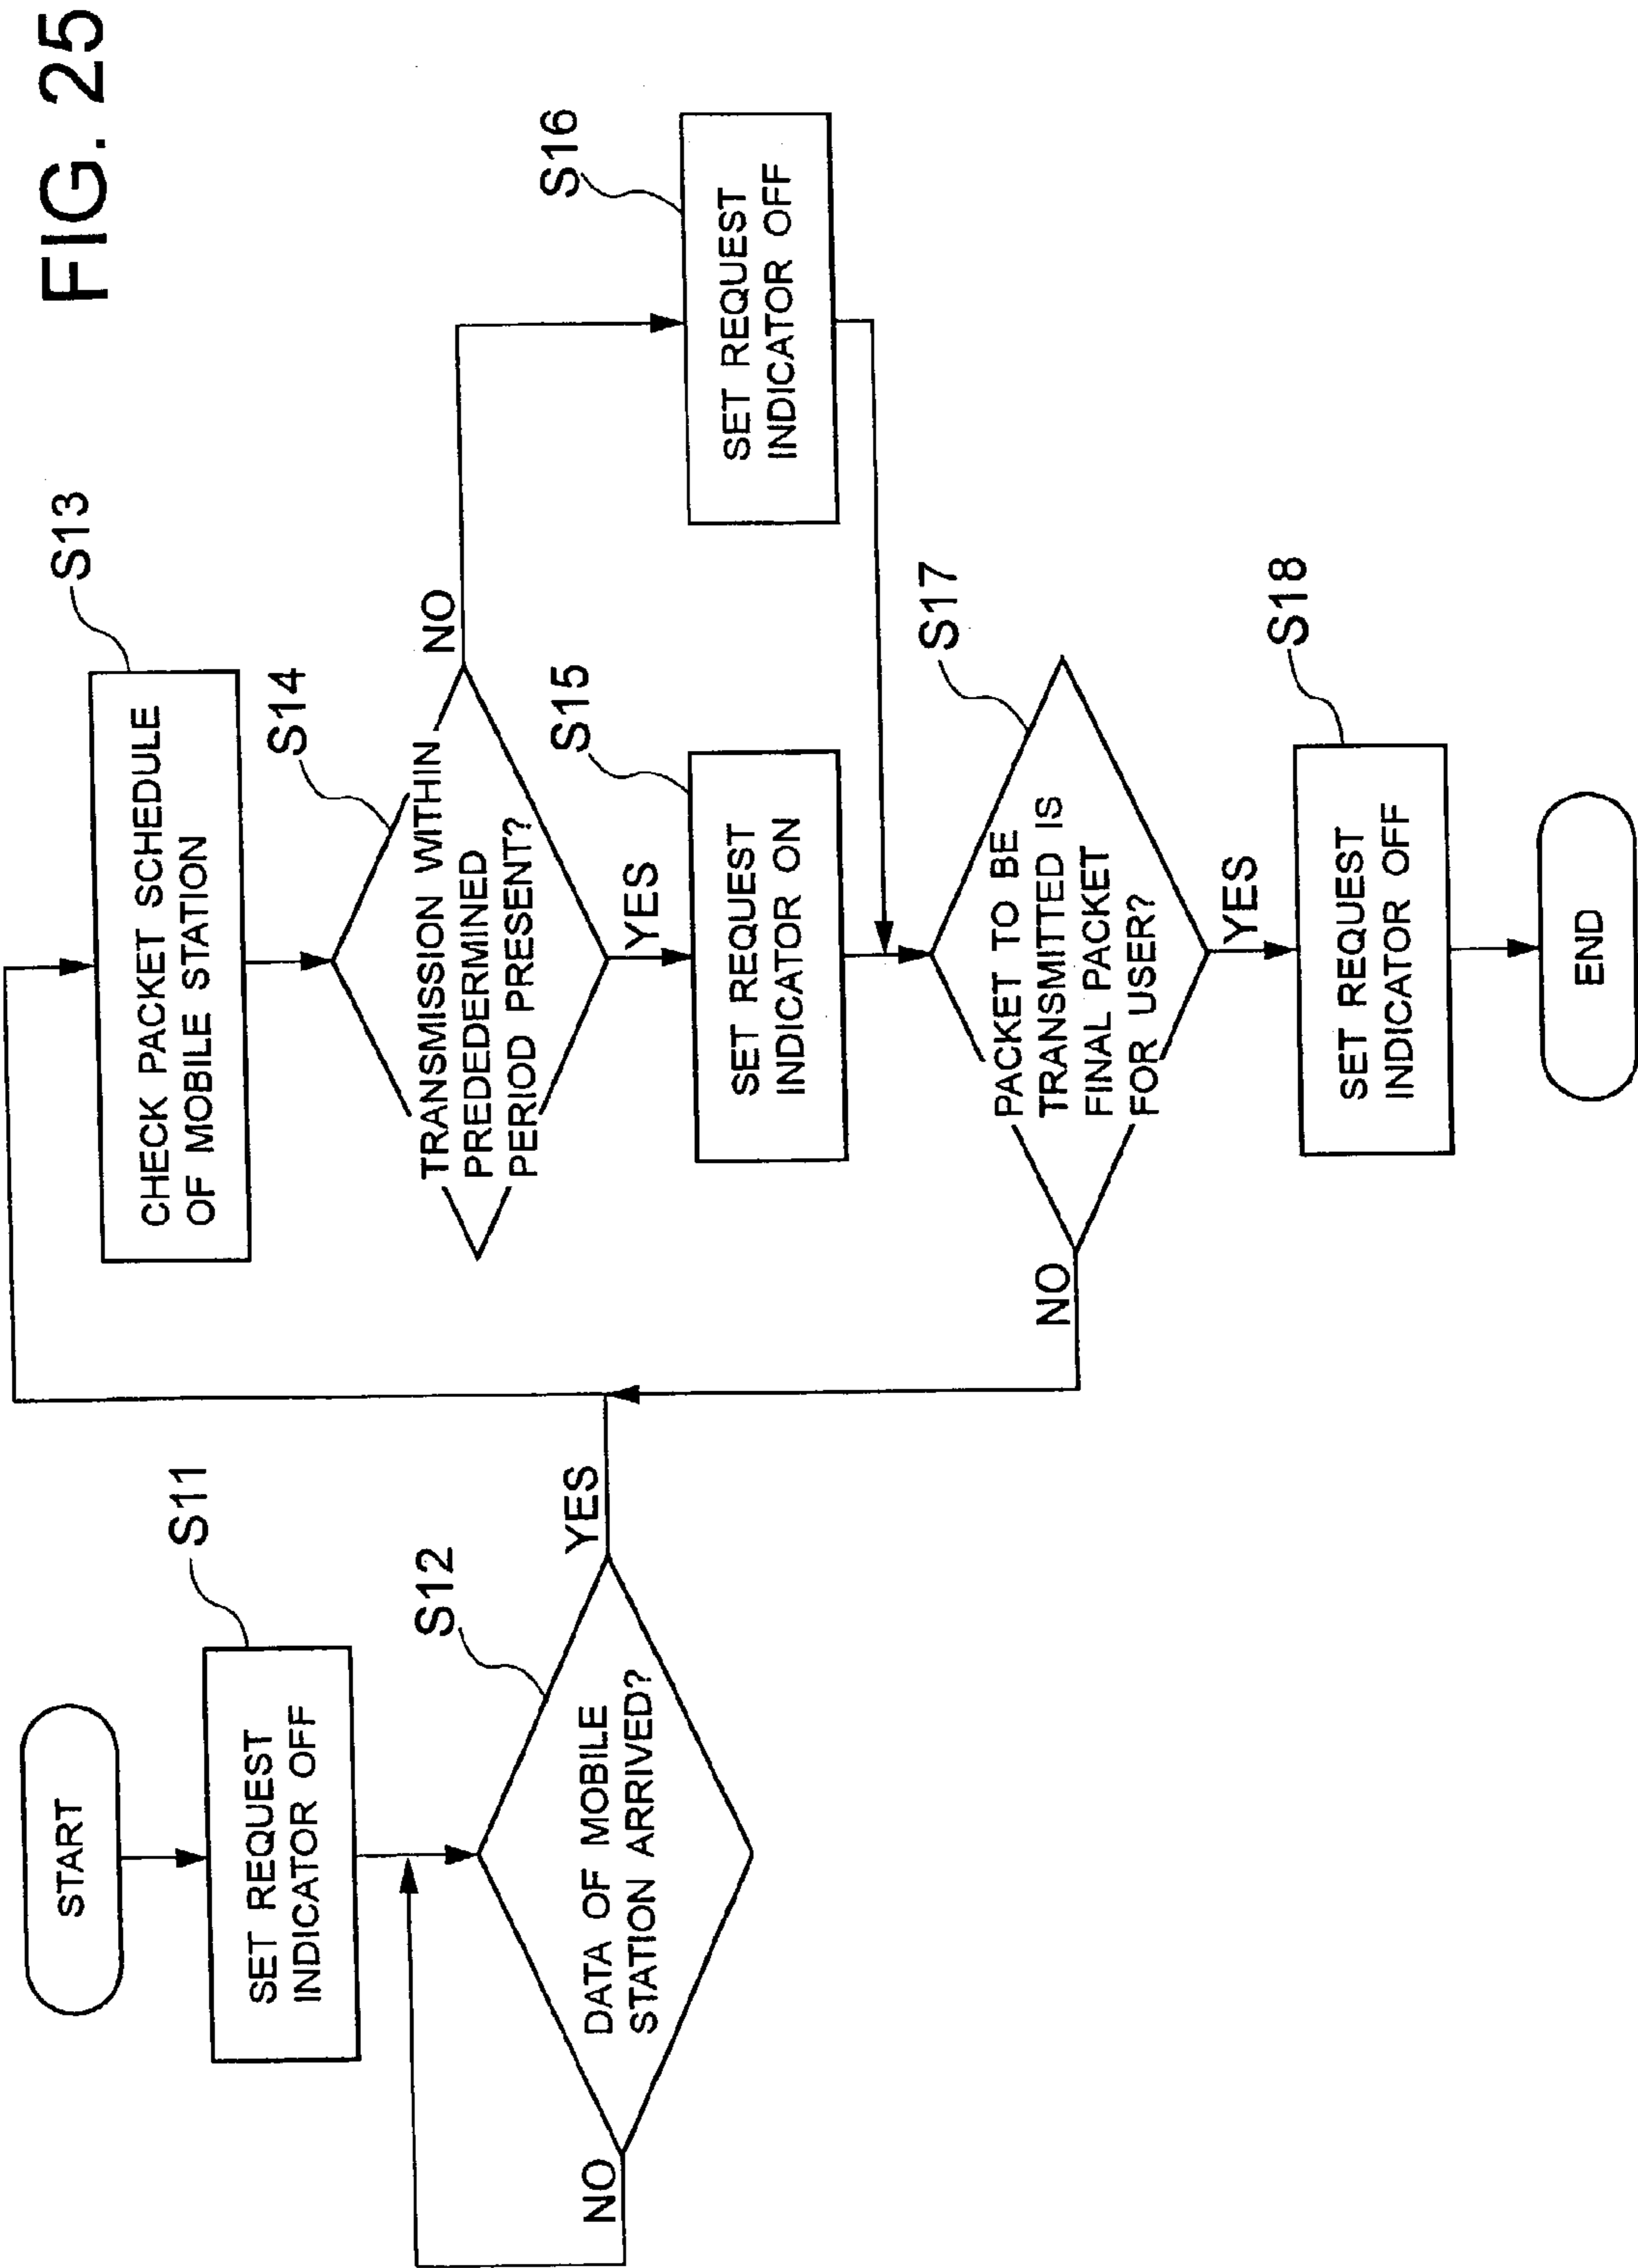 FIG. 25
START
S11
SET REQUEST
INDICATOR OFF
S12
DATA OF MOBILE
STATION ARRIVED?
NO
YES
S13
CHECK PACKET SCHEDULE
OF MOBILE STATION
S14
TRANSMISSION WITHIN
PREDEDERMINED
PERIOD PRESENT?
NO
YES
S15
SET REQUEST
INDICATOR ON
S16
SET REQUEST
INDICATOR OFF
S17
PACKET TO BE
TRANSMITTED IS
FINAL PACKET
FOR USER?
NO
YES
S18
SET REQUEST
INDICATOR OFF
END